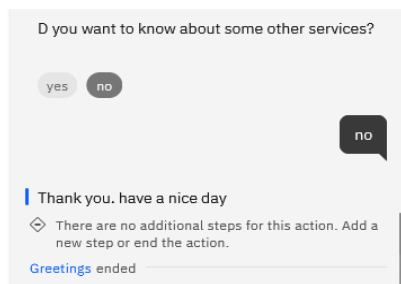 D you want to know about some other services?
yes no
no
Thank you. have a nice day
There are no additional steps for this action. Add a
new step or end the action.
Greetings ended